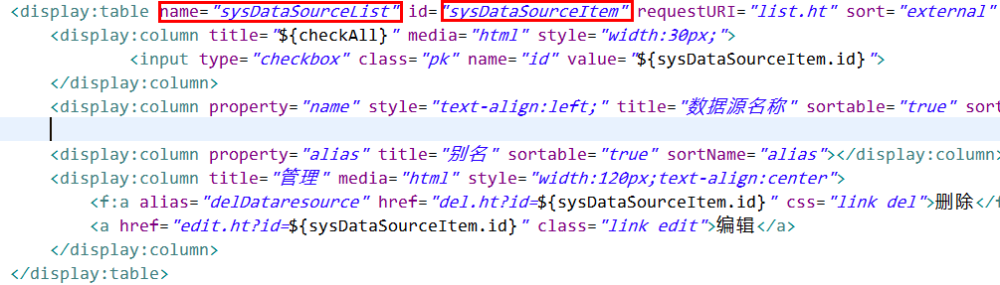 <display:table name="sysDataSourceList" id="sysDataSourceItem" requestURI="list.ht" sort="external"
<display:column title="${checkAll}" media="html" style="width:30px;">
<input type="checkbox" class="pk" name="id" value="${sysDataSourceItem.id}">
</display:column>
<display:column property="name" style="text-align:left;" title="数据源名称" sortable="true" sort
<display:column property="alias" title="别名" sortable="true" sortName="alias"></display:column>
<display:column title="管理" media="html" style="width:120px;text-align:center">
<f:a alias="delDataresource" href="del.ht?id=${sysDataSourceItem.id}" css="link del">删除</f
<a href="edit.ht?id=${sysDataSourceItem.id}" class="link edit">编辑</a>
</display:column>
</display:table>